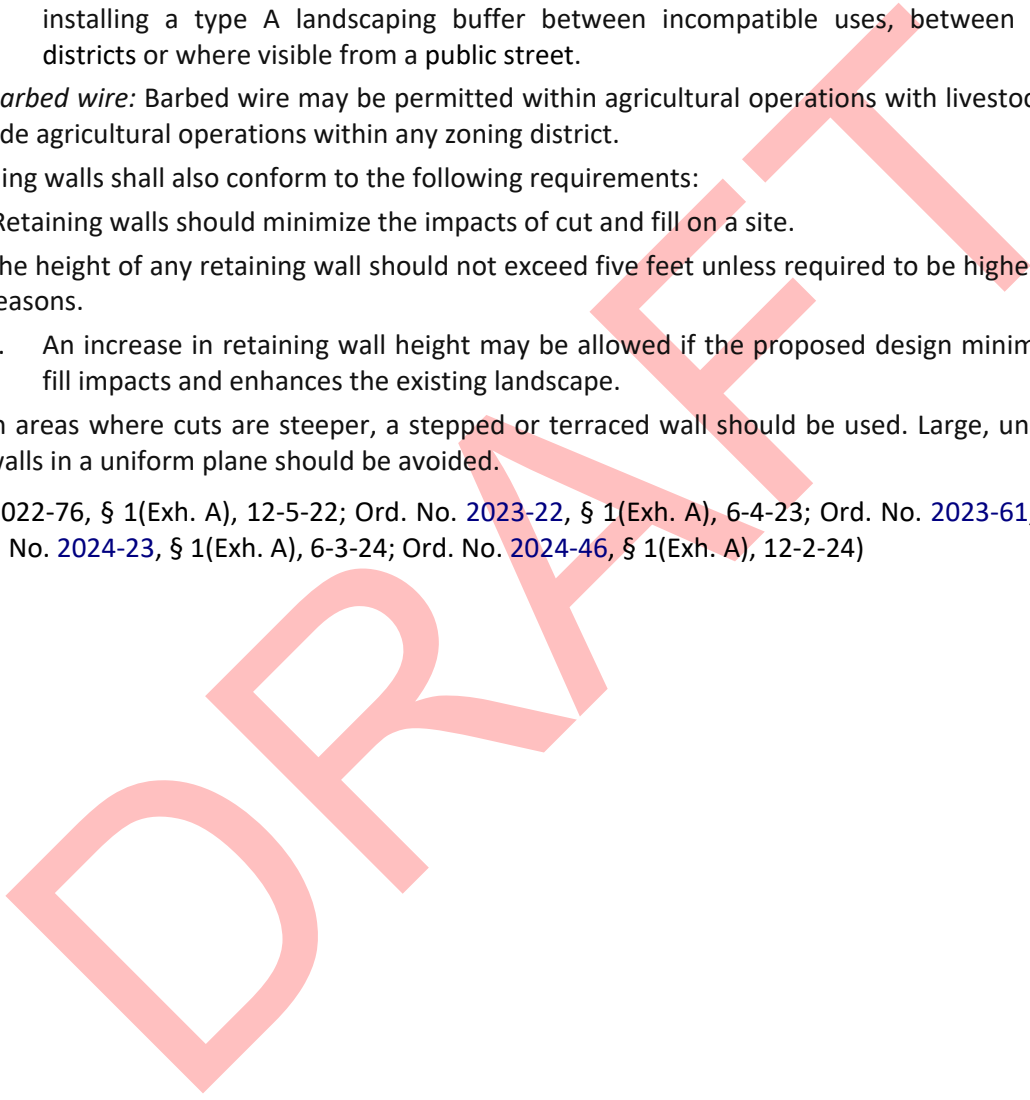 installing a type A landscaping buffer between incompatible uses, between
districts or where visible from a public street.
arbed wire: Barbed wire may be permitted within agricultural operations with livestoc
de agricultural operations within any zoning district.
ing walls shall also conform to the following requirements:
Retaining walls should minimize the impacts of cut and fill on a site.
he height of any retaining wall should not exceed five feet unless required to be highe
easons.
. An increase in retaining wall height may be allowed if the proposed design minim
fill impacts and enhances the existing landscape.
n areas where cuts are steeper, a stepped or terraced wall should be used. Large, un
walls in a uniform plane should be avoided.
022-76, § 1(Exh. A), 12-5-22; Ord. No. 2023-22, § 1(Exh. A), 6-4-23; Ord. No. 2023-61,
No. 2024-23, § 1(Exh. A), 6-3-24; Ord. No. 2024-46, § 1(Exh. A), 12-2-24)
DRAFT